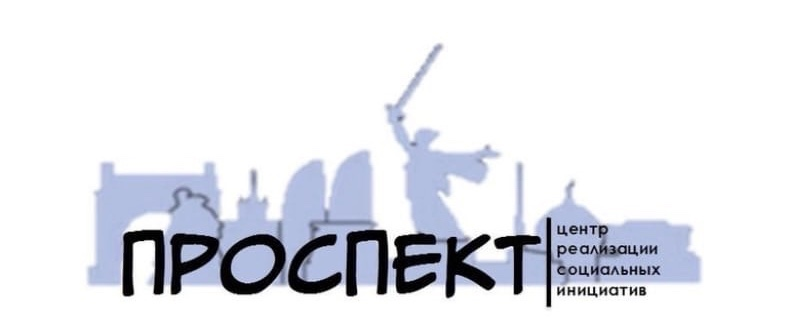 ПРОСПЕКТ
центр
реализации
социальных
инициатив